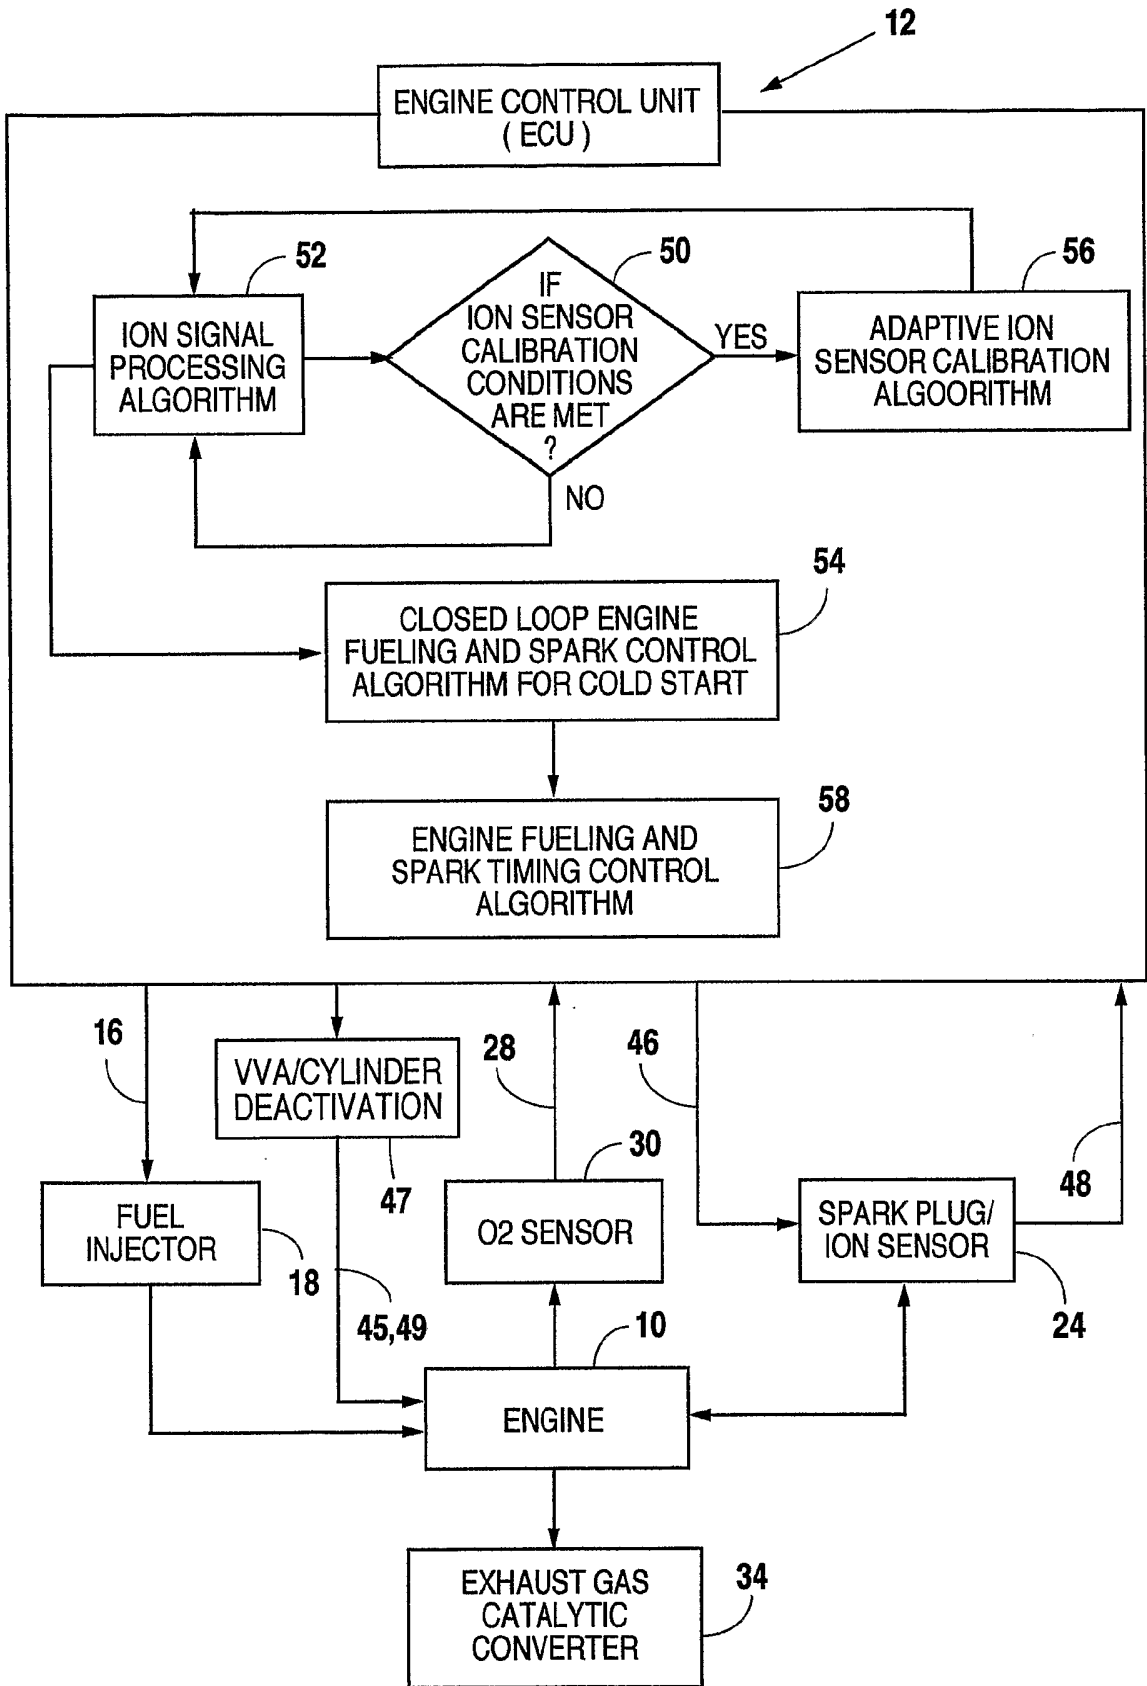 12
ENGINE CONTROL UNIT
( ECU )
52
50
56
ION SIGNAL
PROCESSING
ALGORITHM
IF
ION SENSOR
CALIBRATION
CONDITIONS
ARE MET
?
YES
ADAPTIVE ION
SENSOR CALIBRATION
ALGOORITHM
NO
54
CLOSED LOOP ENGINE
FUELING AND SPARK CONTROL
ALGORITHM FOR COLD START
58
ENGINE FUELING AND
SPARK TIMING CONTROL
ALGORITHM
16
VVA/CYLINDER
DEACTIVATION
47
28
46
48
30
FUEL
INJECTOR
18
O2 SENSOR
SPARK PLUG/
ION SENSOR
24
45,49
10
ENGINE
34
EXHAUST GAS
CATALYTIC
CONVERTER